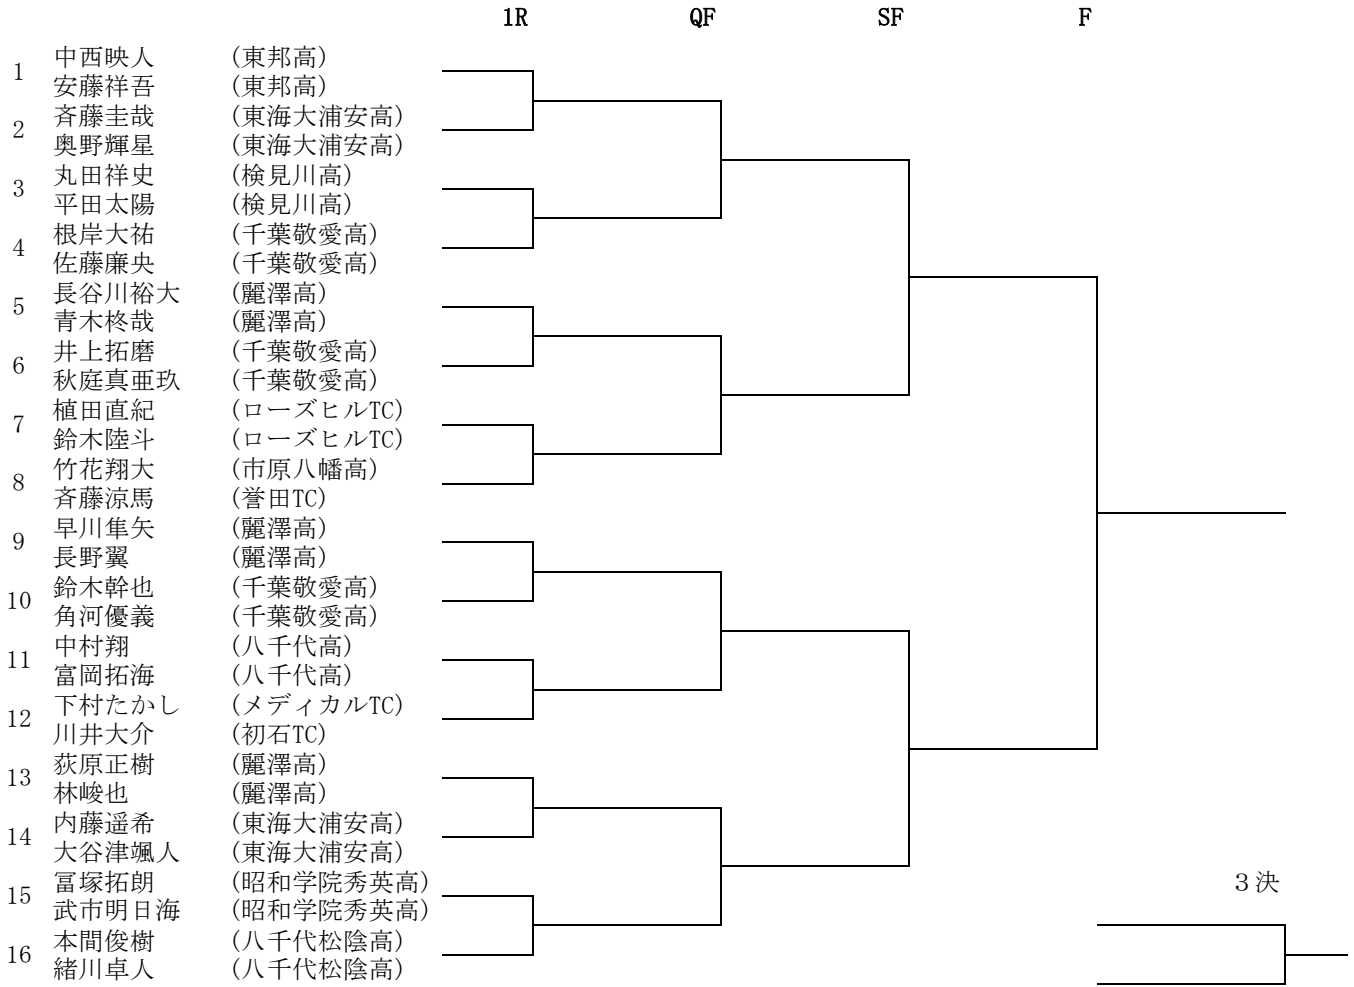 1R QF SF F
中西映人 (東邦高)
1
安藤祥吾 (東邦高)
斉藤圭哉 (東海大浦安高)
2
奥野輝星 (東海大浦安高)
丸田祥史 (検見川高)
3
平田太陽 (検見川高)
根岸大祐 (千葉敬愛高)
4
佐藤廉央 (千葉敬愛高)
長谷川裕大 (麗澤高)
5
青木柊哉 (麗澤高)
井上拓磨 (千葉敬愛高)
6
秋庭真亜玖 (千葉敬愛高)
植田直紀 (ローズヒルTC)
7
鈴木陸斗 (ローズヒルTC)
竹花翔大 (市原八幡高)
8
斉藤涼馬 (誉田TC)
早川隼矢 (麗澤高)
9
長野翼 (麗澤高)
鈴木幹也 (千葉敬愛高)
10
角河優義 (千葉敬愛高)
中村翔 (八千代高)
11
富岡拓海 (八千代高)
下村たかし (メディカルTC)
12
川井大介 (初石TC)
荻原正樹 (麗澤高)
13
林峻也 (麗澤高)
内藤遥希 (東海大浦安高)
14
大谷津颯人 (東海大浦安高)
冨塚拓朗 (昭和学院秀英高)
15
武市明日海 (昭和学院秀英高)
本間俊樹 (八千代松陰高)
16
緒川卓人 (八千代松陰高)
３決